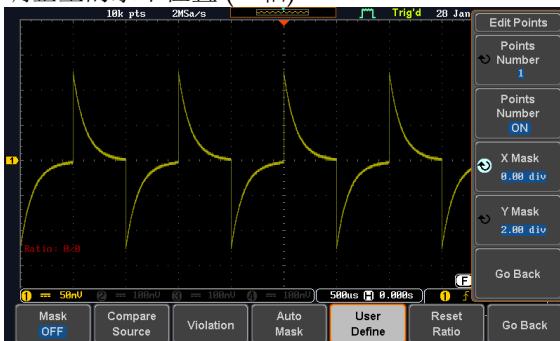 10k pts 2MSa/s Trig'd 28 Jan
Edit Points
Points
Number
1
Points
Number
ON
X Mask
0.00 div
Y Mask
2.00 div
Go Back
1
Ratio: 0/0
F
1 50mV 2 100mV 3 100mV 4 100mV 500us H 0.000s 1
Mask
OFF
Compare
Source
Violation
Auto
Mask
User
Define
Reset
Ratio
Go Back